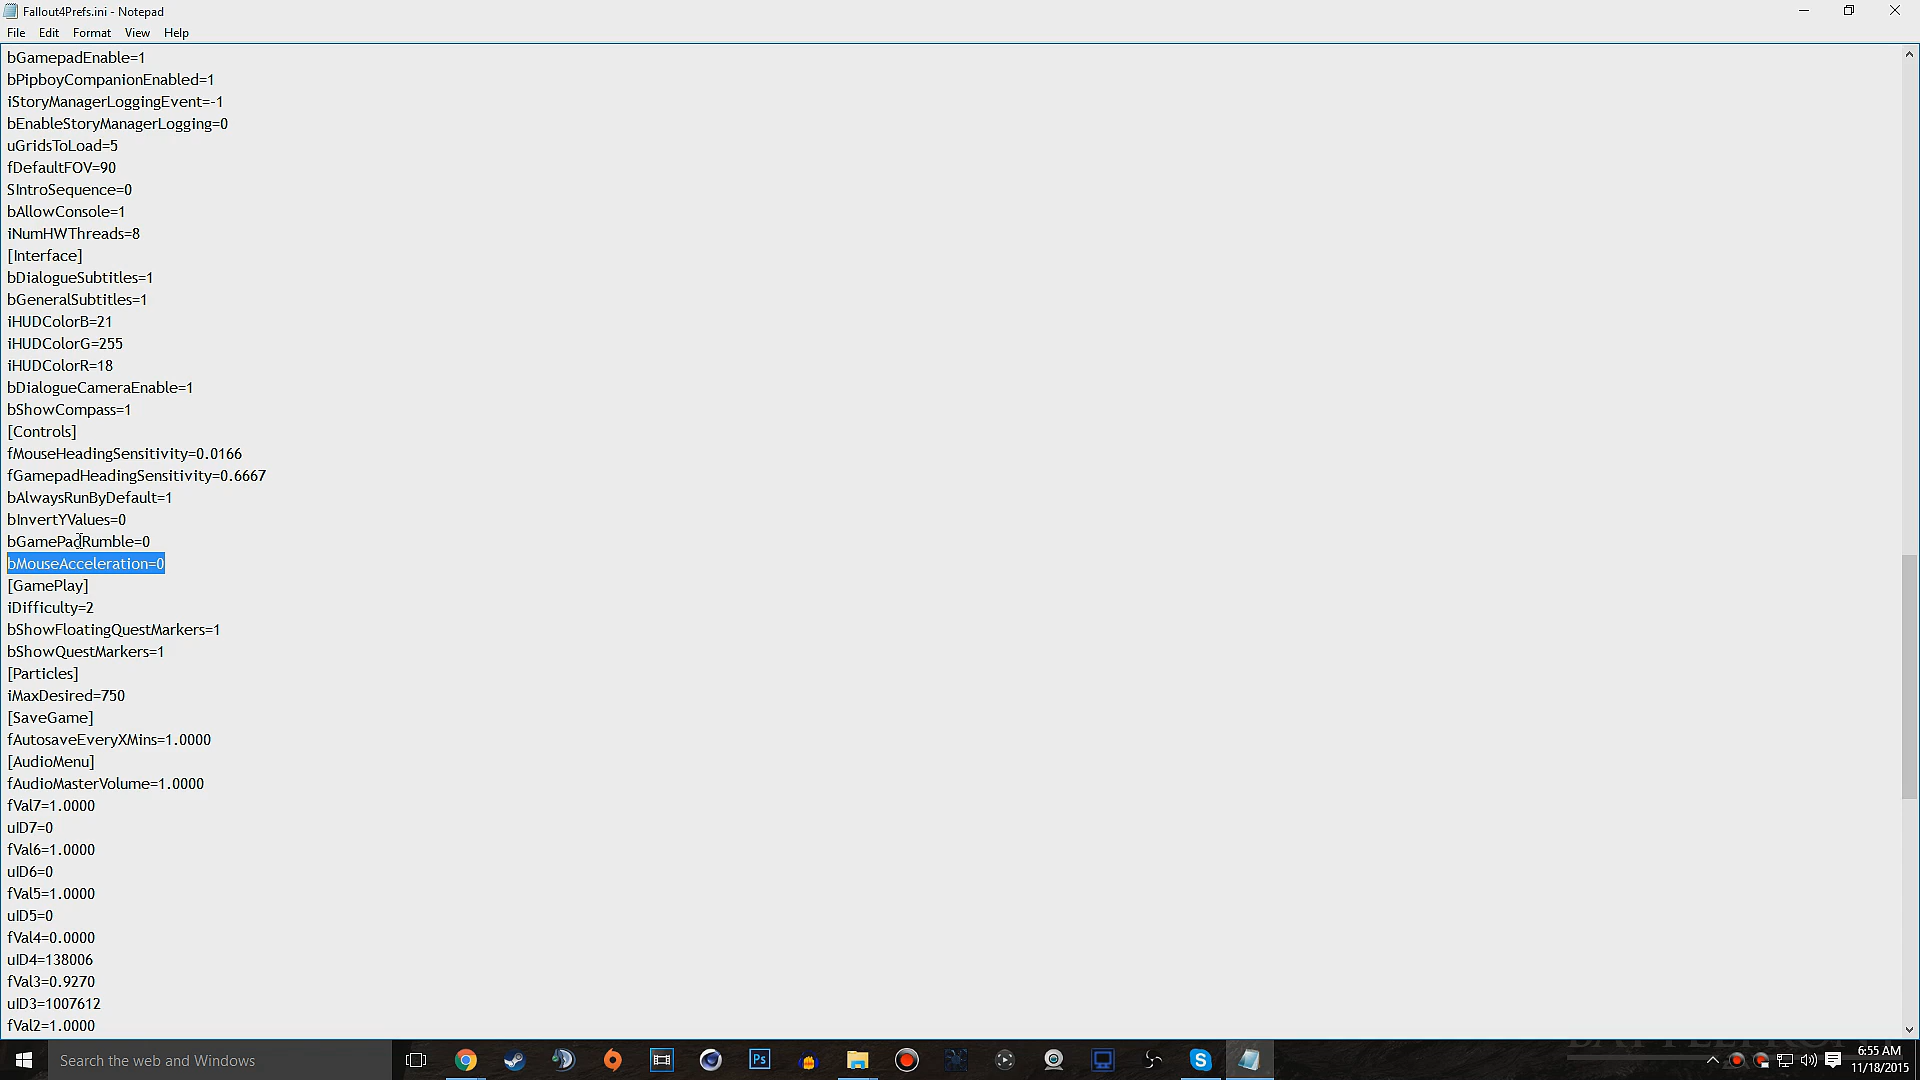 Fallout4Prefs.ini - Notepad
File Edit Format View Help
bGamepadEnable=1
bPipboyCompanionEnabled=1
iStoryManagerLoggingEvent=-1
bEnableStoryManagerLogging=0
uGridsToLoad=5
fDefaultFOV=90
SIntroSequence=0
bAllowConsole=1
iNumHWThreads=8
[Interface]
bDialogueSubtitles=1
bGeneralSubtitles=1
iHUDColorB=21
iHUDColorG=255
iHUDColorR=18
bDialogueCameraEnable=1
bShowCompass=1
[Controls]
fMouseHeadingSensitivity=0.0166
fGamepadHeadingSensitivity=0.6667
bAlwaysRunByDefault=1
bInvertYValues=0
bGamePadRumble=0
bMouseAcceleration=0
[GamePlay]
iDifficulty=2
bShowFloatingQuestMarkers=1
bShowQuestMarkers=1
[Particles]
iMaxDesired=750
[SaveGame]
fAutosaveEveryXMins=1.0000
[AudioMenu]
fAudioMasterVolume=1.0000
fVal7=1.0000
uID7=0
fVal6=1.0000
uID6=0
fVal5=1.0000
uID5=0
fVal4=0.0000
uID4=138006
fVal3=0.9270
uID3=1007612
fVal2=1.0000
Search the web and Windows
Ps
6:55 AM
11/18/2015